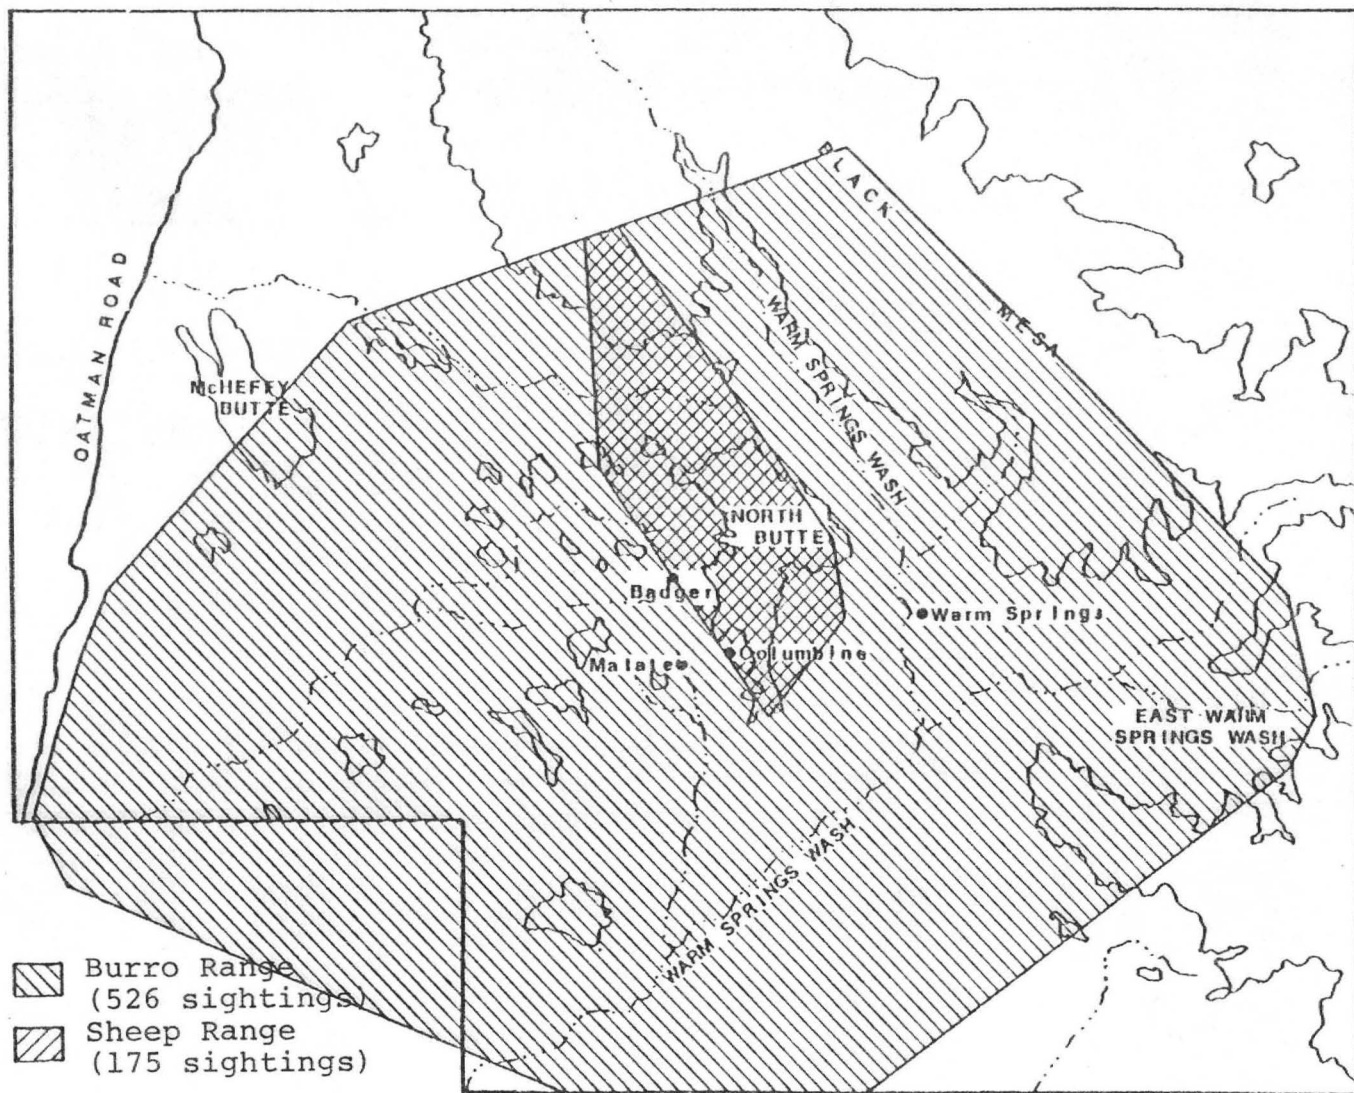 BLACK
MESA
OATMAN ROAD
McHEFFY
BUTTE
WARM SPRINGS WASH
NORTH
BUTTE
Badger
Warm Springs
Columbine
Malale
EAST WARM
SPRINGS WASH
WARM SPRINGS WASH
Burro Range
(526 sightings)
Sheep Range
(175 sightings)